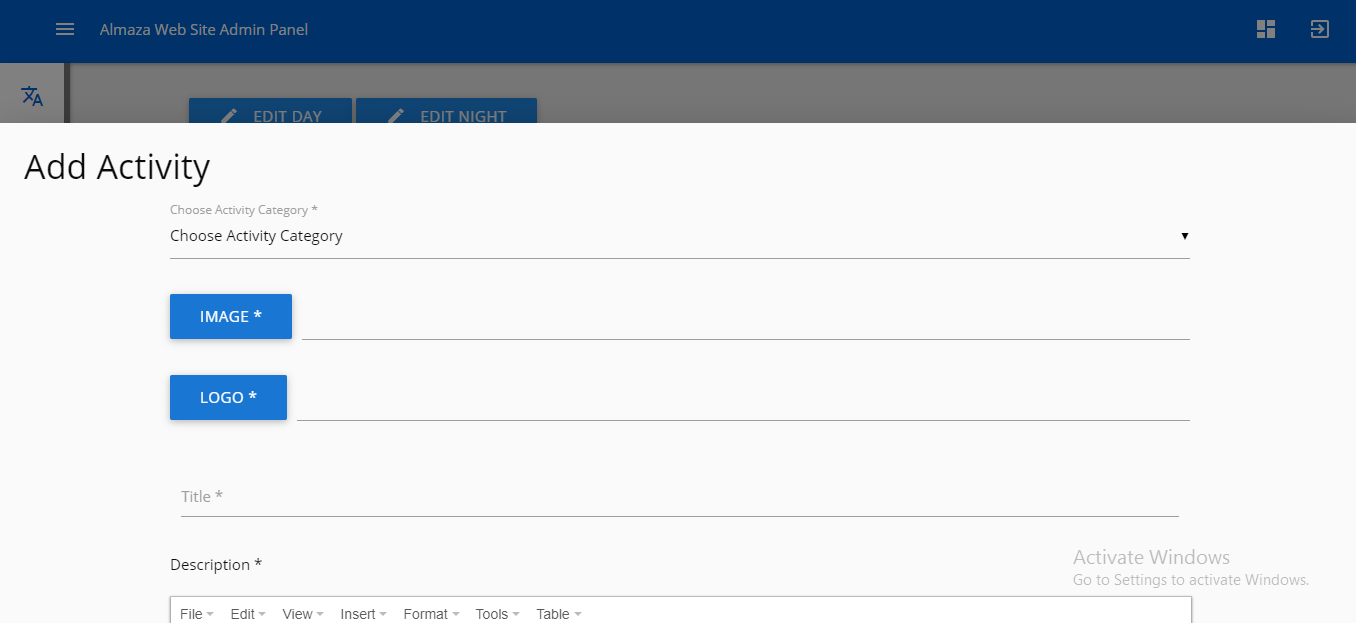 Almaza Web Site Admin Panel
EDIT DAY EDIT NIGHT
Add Activity
Choose Activity Category *
Choose Activity Category
IMAGE *
LOGO *
Title *
Description *
Activate Windows
Go to Settings to activate Windows.
File Edit View Insert Format Tools Table